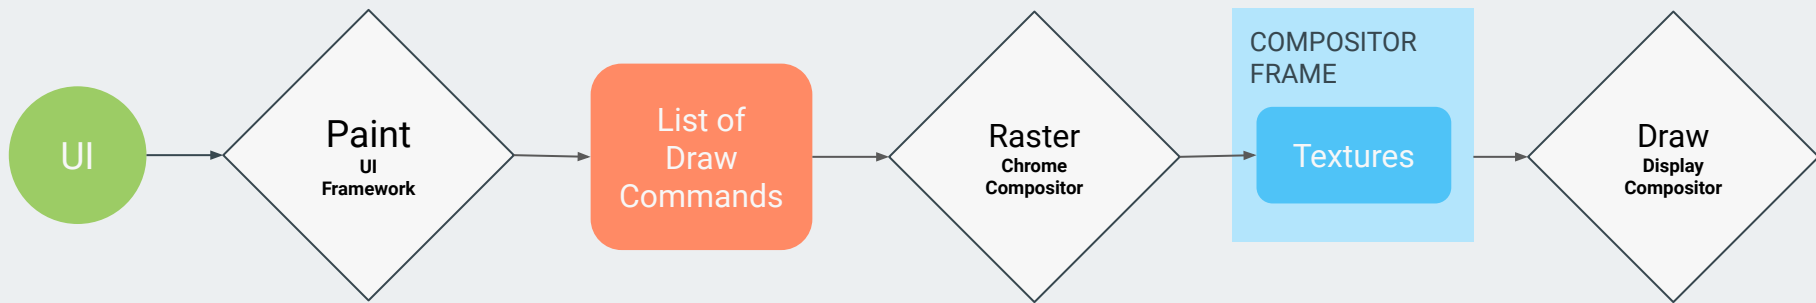 UI
Paint
UI
Framework
List of
Draw
Commands
Raster
Chrome
Compositor
COMPOSITOR
FRAME
Textures
Draw
Display
Compositor